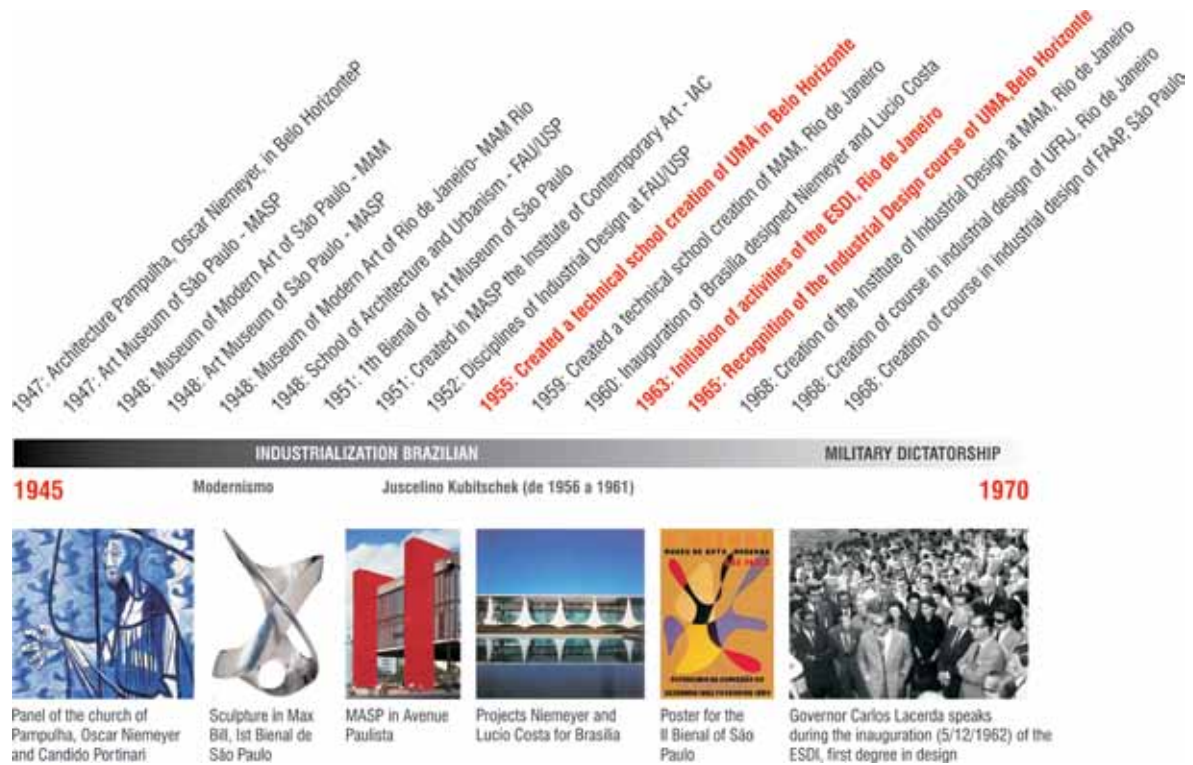 1947: Architecture Pampulha, Oscar Niemeyer, in Belo HorizonteP
1947: Art Museum of São Paulo - MASP
1948: Museum of Modern Art of São Paulo - MAM
1948: Art Museum of São Paulo - MASP
1948: Museum of Modern Art of Rio de Janeiro- MAM Rio
1948: School of Architecture and Urbanism - FAU/USP
1951: 1th Bienal of Art Museum of São Paulo
1951: Created in MASP the Institute of Contemporary Art - IAC
1952: Disciplines of Industrial Design at FAU/USP
1955: Created a technical school creation of UMA in Belo Horizonte
1959: Created a technical school creation of MAM, Rio de Janeiro
1960: Inauguration of Brasilia designed Niemeyer and Lucio Costa
1963: Initiation of activities of the ESDI, Rio de Janeiro
1965: Recognition of the Industrial Design course of UMA,Belo Horizonte
1968: Creation of the Institute of Industrial Design at MAM, Rio de Janeiro
1968: Creation of course in industrial design of UFRJ, Rio de Janeiro
1968: Creation of course in industrial design of FAAP, São Paulo
INDUSTRIALIZATION BRAZILIAN
MILITARY DICTATORSHIP
1945
Modernismo
Juscelino Kubitschek (de 1956 a 1961)
1970
MUSEU DE ARTE MODERNA
SÃO PAULO
Panel of the church of
Pampulha, Oscar Niemeyer
and Candido Portinari
Sculpture in Max
Bill, Ist Bienal de
São Paulo
MASP in Avenue
Paulista
Projects Niemeyer and
Lucio Costa for Brasilia
Poster for the
II Bienal of São
Paulo
Governor Carlos Lacerda speaks
during the inauguration (5/12/1962) of the
ESDI, first degree in design